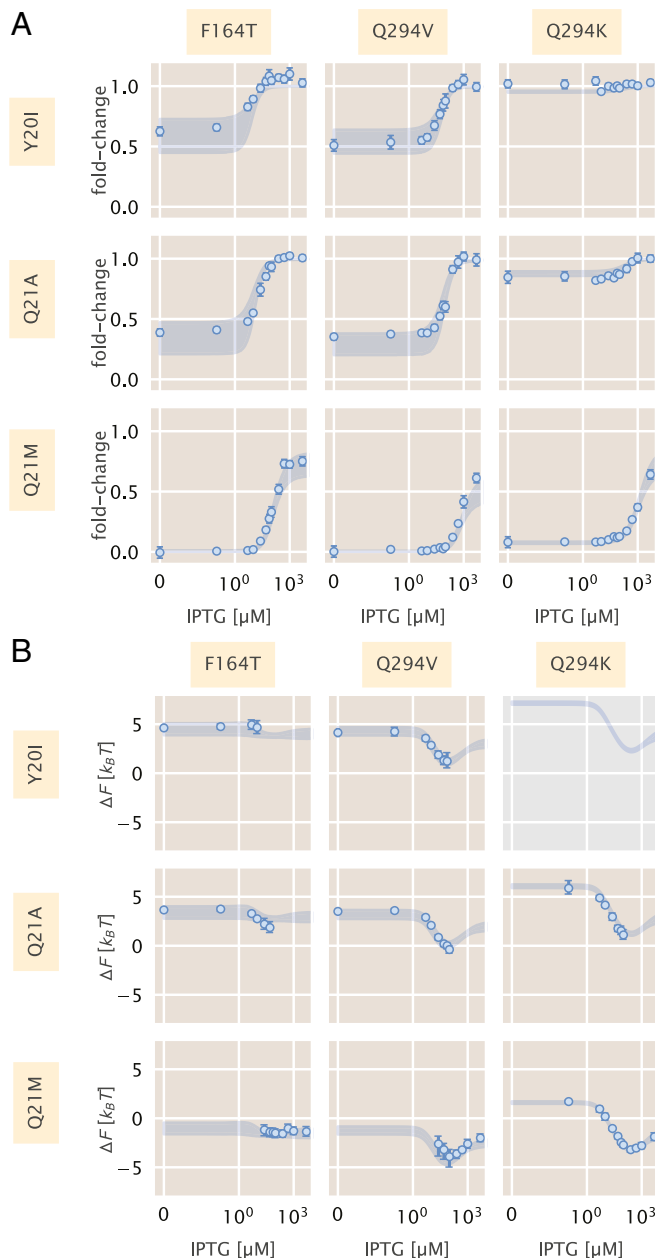 A
F164T Q294V Q294K
Y20I
fold–change
1.0
0.5
0.0
Q21A
fold–change
1.0
0.5
0.0
Q21M
fold–change
1.0
0.5
0.0
0 10⁰ 10³ 0 10⁰ 10³ 0 10⁰ 10³
IPTG [µM] IPTG [µM] IPTG [µM]
B
F164T Q294V Q294K
Y20I
ΔF [k_BT]
5
0
−5
Q21A
ΔF [k_BT]
5
0
−5
Q21M
ΔF [k_BT]
5
0
−5
0 10⁰ 10³ 0 10⁰ 10³ 0 10⁰ 10³
IPTG [µM] IPTG [µM] IPTG [µM]